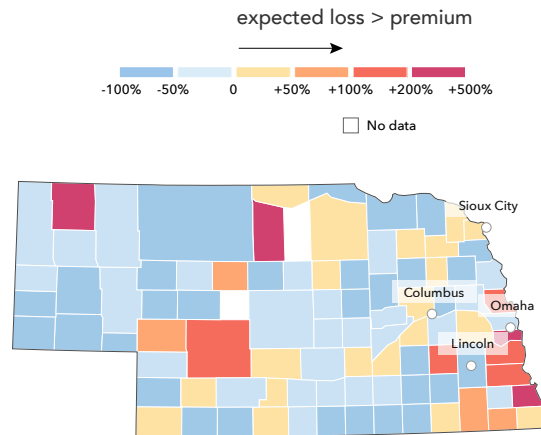 expected loss > premium
-100% -50% 0 +50% +100% +200% +500%
No data
Sioux City
Columbus
Omaha
Lincoln